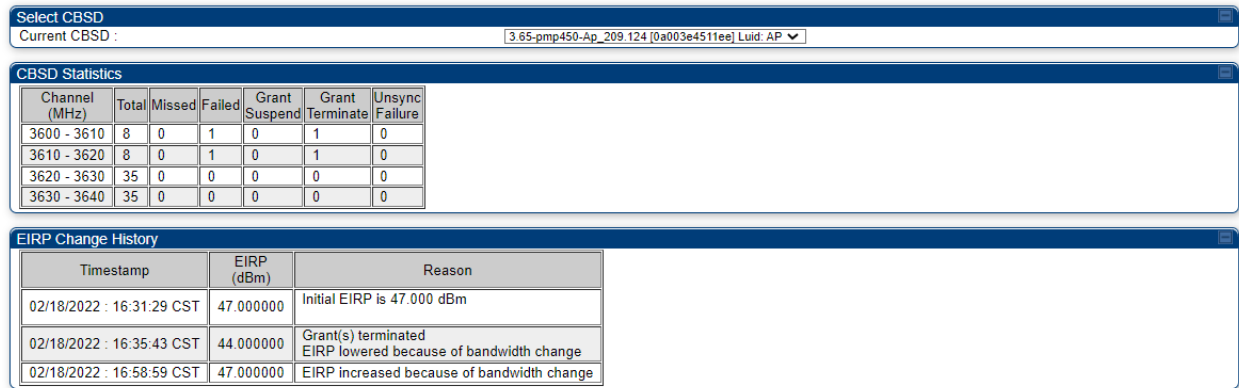 Select CBSD
Current CBSD : 3.65-pmp450-Ap_209.124 [0a003e4511ee] Luid: AP
CBSD Statistics
Channel (MHz) Total Missed Failed Grant Suspend Grant Terminate Unsync Failure
3600 - 3610 8 0 1 0 1 0
3610 - 3620 8 0 1 0 1 0
3620 - 3630 35 0 0 0 0 0
3630 - 3640 35 0 0 0 0 0
EIRP Change History
Timestamp EIRP (dBm) Reason
02/18/2022 : 16:31:29 CST 47.000000 Initial EIRP is 47.000 dBm
02/18/2022 : 16:35:43 CST 44.000000 Grant(s) terminated
EIRP lowered because of bandwidth change
02/18/2022 : 16:58:59 CST 47.000000 EIRP increased because of bandwidth change